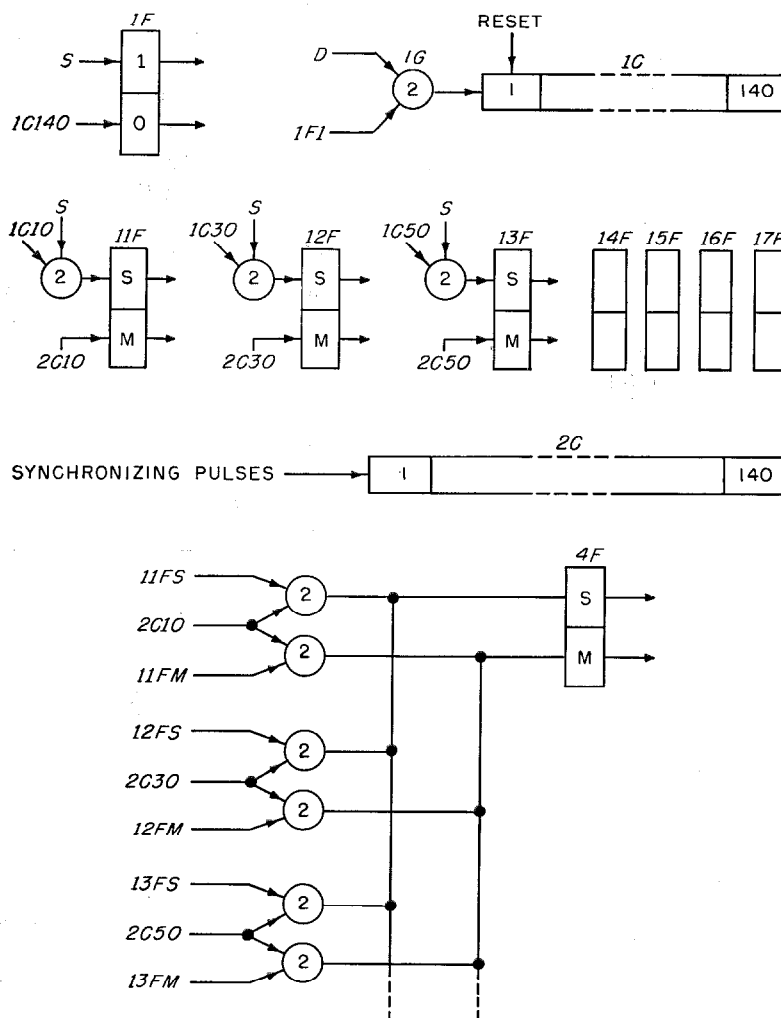 1F
S 1
1C140 0
D 1G 2 1F1
RESET
1C
1 140
S
1C10 2 11F S
2C10 M
S
1C30 2 12F S
2C30 M
S
1C50 2 13F S
2C50 M
14F 15F 16F 17F
2C
SYNCHRONIZING PULSES 1 140
4F
11FS 2 S
2C10
11FM 2 M
12FS 2
2C30
12FM 2
13FS 2
2C50
13FM 2